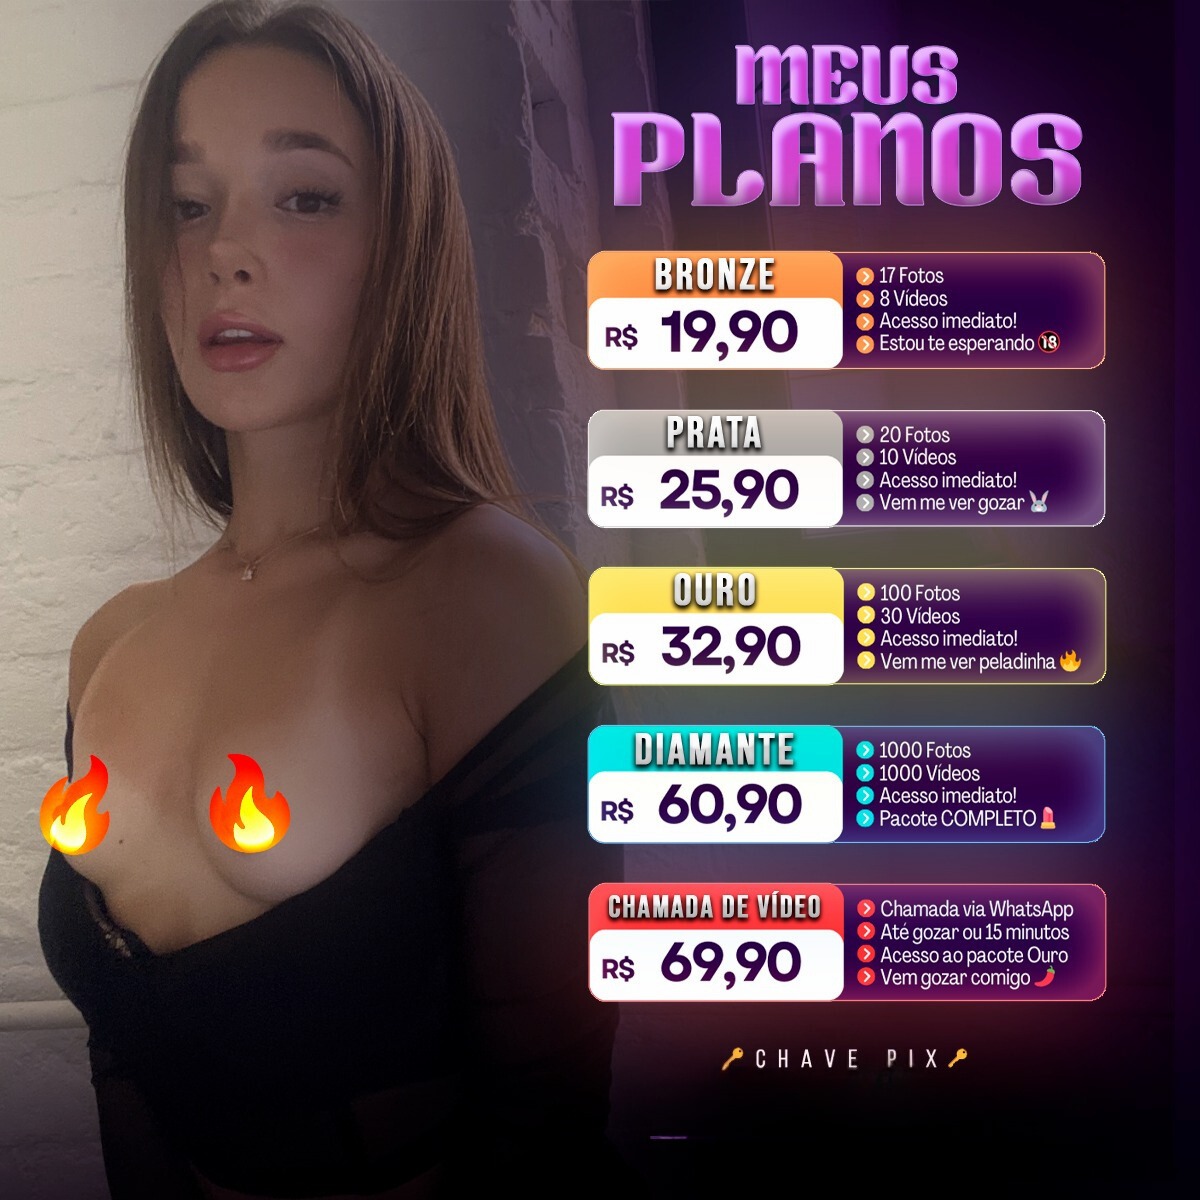 MEUS
PLANOS
BRONZE
R$ 19,90
17 Fotos
8 Vídeos
Acesso imediato!
Estou te esperando 🔞
PRATA
R$ 25,90
20 Fotos
10 Vídeos
Acesso imediato!
Vem me ver gozar 🐰
OURO
R$ 32,90
100 Fotos
30 Vídeos
Acesso imediato!
Vem me ver peladinha 🔥
DIAMANTE
R$ 60,90
1000 Fotos
1000 Vídeos
Acesso imediato!
Pacote COMPLETO 💄
CHAMADA DE VÍDEO
R$ 69,90
Chamada via WhatsApp
Até gozar ou 15 minutos
Acesso ao pacote Ouro
Vem gozar comigo 🌶️
🔑 CHAVE PIX 🔑